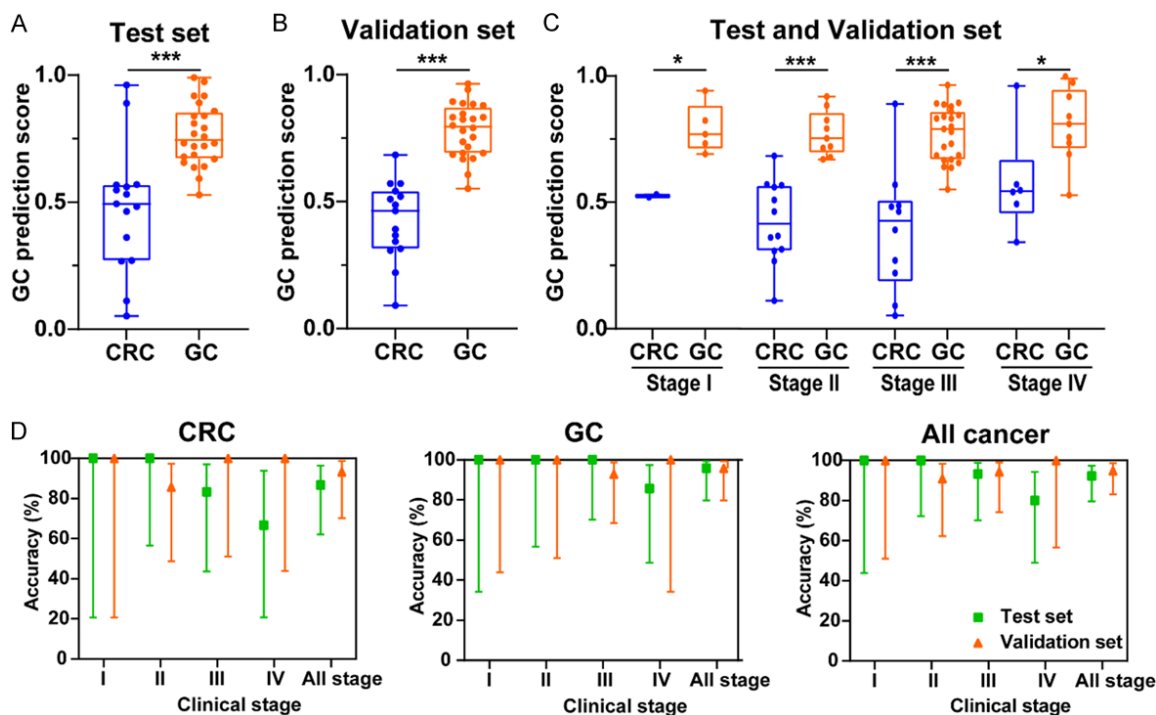 A
Test set
***
GC prediction score
1.0
0.5
0.0
CRC GC
B
Validation set
***
GC prediction score
1.0
0.5
0.0
CRC GC
C
Test and Validation set
* *** *** *
GC prediction score
1.0
0.5
0.0
CRC GC CRC GC CRC GC CRC GC
Stage I Stage II Stage III Stage IV
D
CRC
Accuracy (%)
100
80
60
40
20
0
I II III IV All stage
Clinical stage
GC
Accuracy (%)
100
80
60
40
20
0
I II III IV All stage
Clinical stage
All cancer
Accuracy (%)
100
80
60
40
20
0
Test set
Validation set
I II III IV All stage
Clinical stage